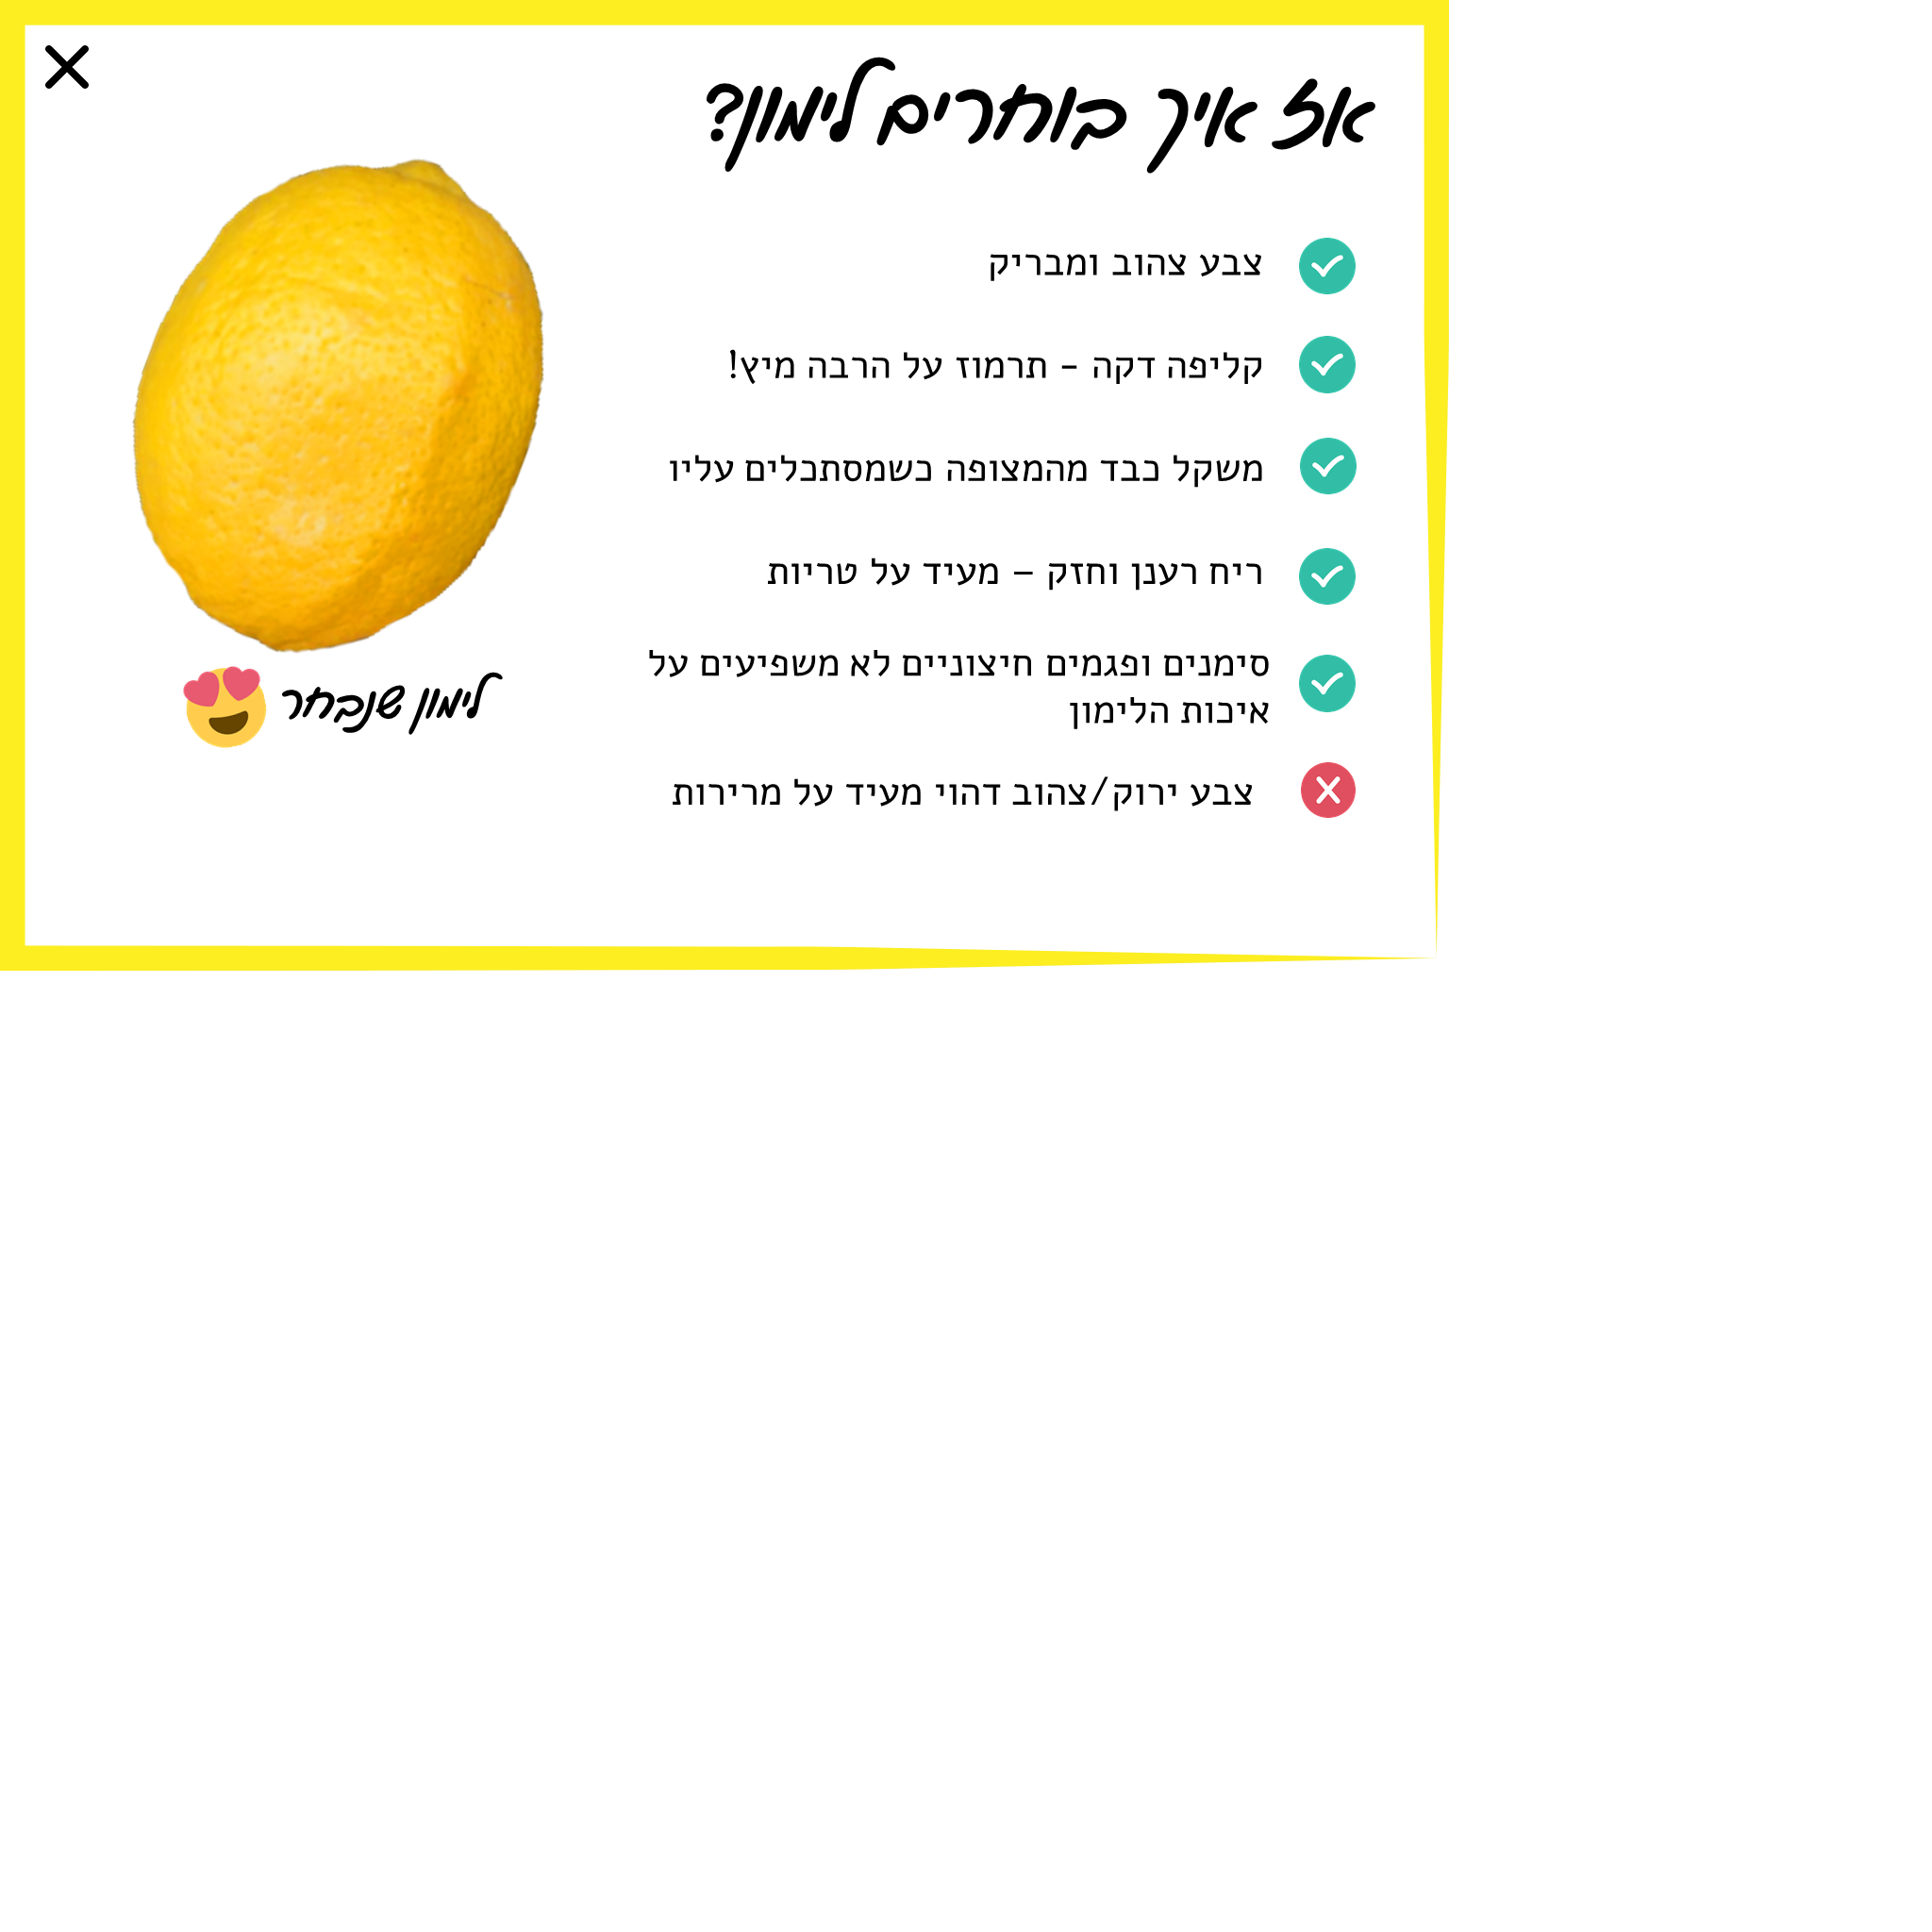 אז איך בוחרים לימון?
צבע צהוב ומבריק
קליפה דקה - תרמוז על הרבה מיץ!
משקל כבד מהמצופה כשמסתכלים עליו
ריח רענן וחזק – מעיד על טריות
סימנים ופגמים חיצוניים לא משפיעים על
איכות הלימון
צבע ירוק/צהוב דהוי מעיד על מרירות
לימון שנבחר